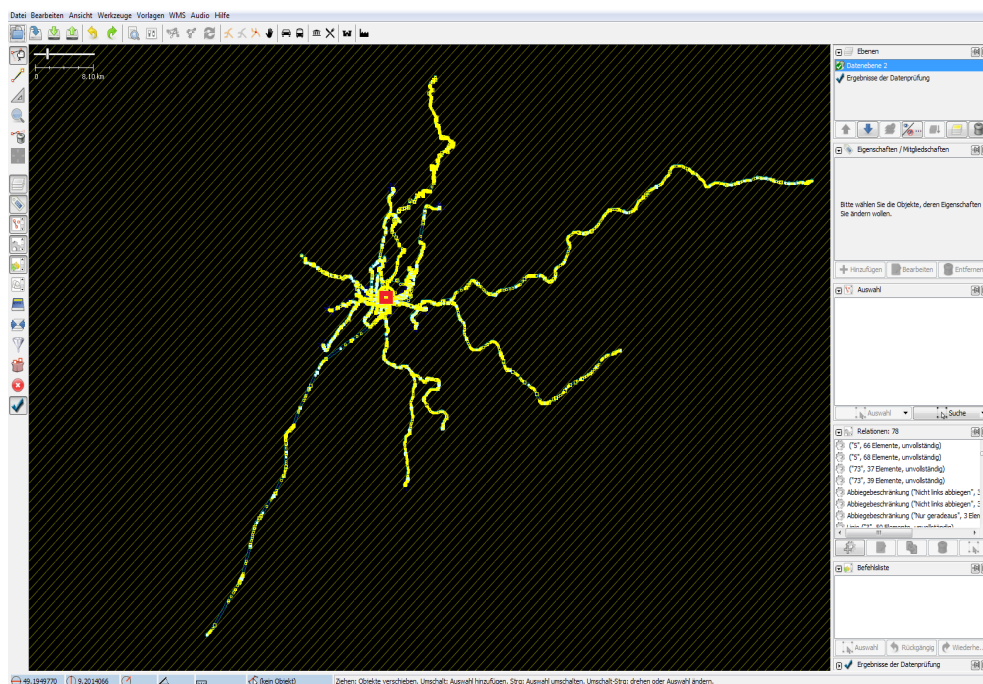 Datei Bearbeiten Ansicht Werkzeuge Vorlagen WMS Audio Hilfe
0 8.10 km
Ebenen
Datenebene 2
Ergebnisse der Datenprüfung
Eigenschaften / Mitgliedschaften
Bitte wählen Sie die Objekte, deren Eigenschaften
Sie ändern wollen.
Hinzufügen Bearbeiten Entfernen
Auswahl
Auswahl Suche
Relationen: 78
("5", 66 Elemente, unvollständig)
("5", 68 Elemente, unvollständig)
("73", 37 Elemente, unvollständig)
("73", 39 Elemente, unvollständig)
Abbiegebeschränkung ("Nicht links abbiegen", 3
Abbiegebeschränkung ("Nicht links abbiegen", 3
Abbiegebeschränkung ("Nur geradeaus", 3 Elem
Befehlsliste
Auswahl Rückgängig Wiederhe...
Ergebnisse der Datenprüfung
49.1949770 9.2014066 (kein Objekt) Ziehen: Objekte verschieben, Umschalt: Auswahl hinzufügen, Strg: Auswahl umschalten, Umschalt-Strg: drehen oder Auswahl ändern.